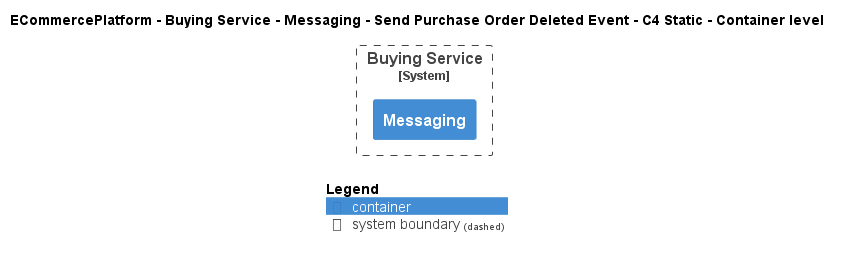 ECommercePlatform - Buying Service - Messaging - Send Purchase Order Deleted Event - C4 Static - Container level
Buying Service
[System]
Messaging
Legend
container
system boundary (dashed)